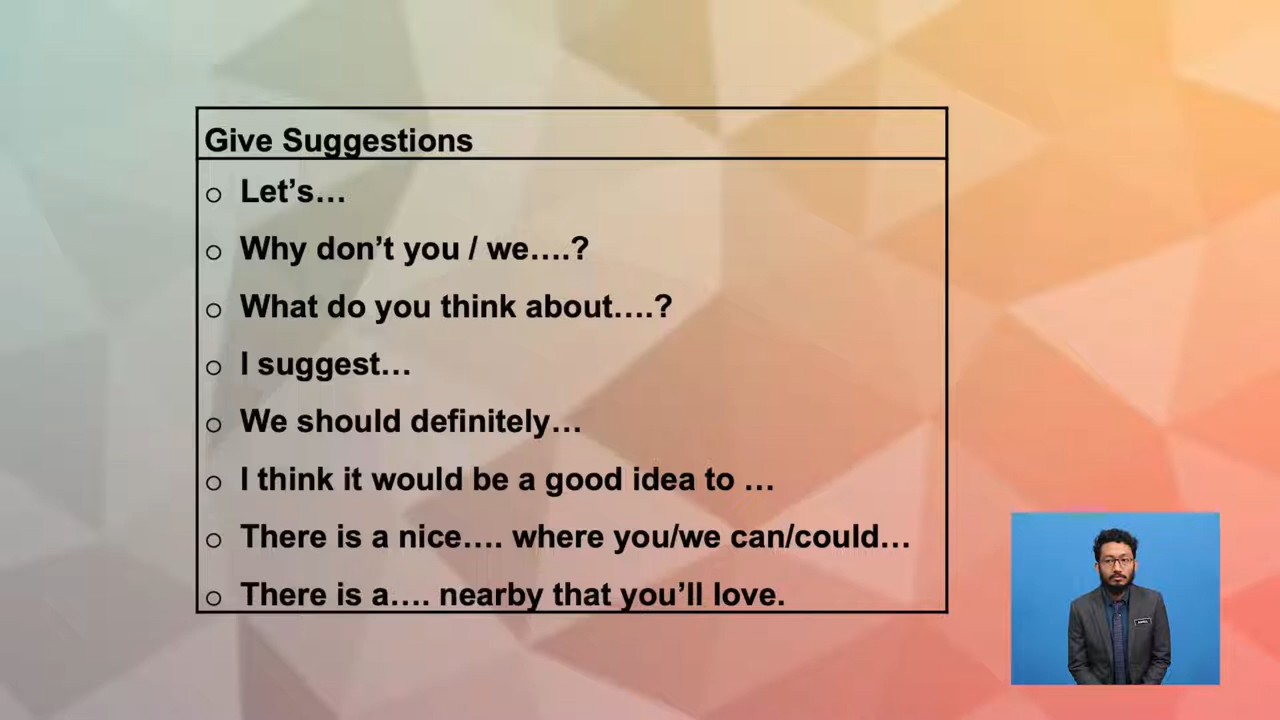 Give Suggestions
o Let’s…
o Why don’t you / we….?
o What do you think about….?
o I suggest…
o We should definitely…
o I think it would be a good idea to …
o There is a nice…. where you/we can/could…
o There is a…. nearby that you’ll love.